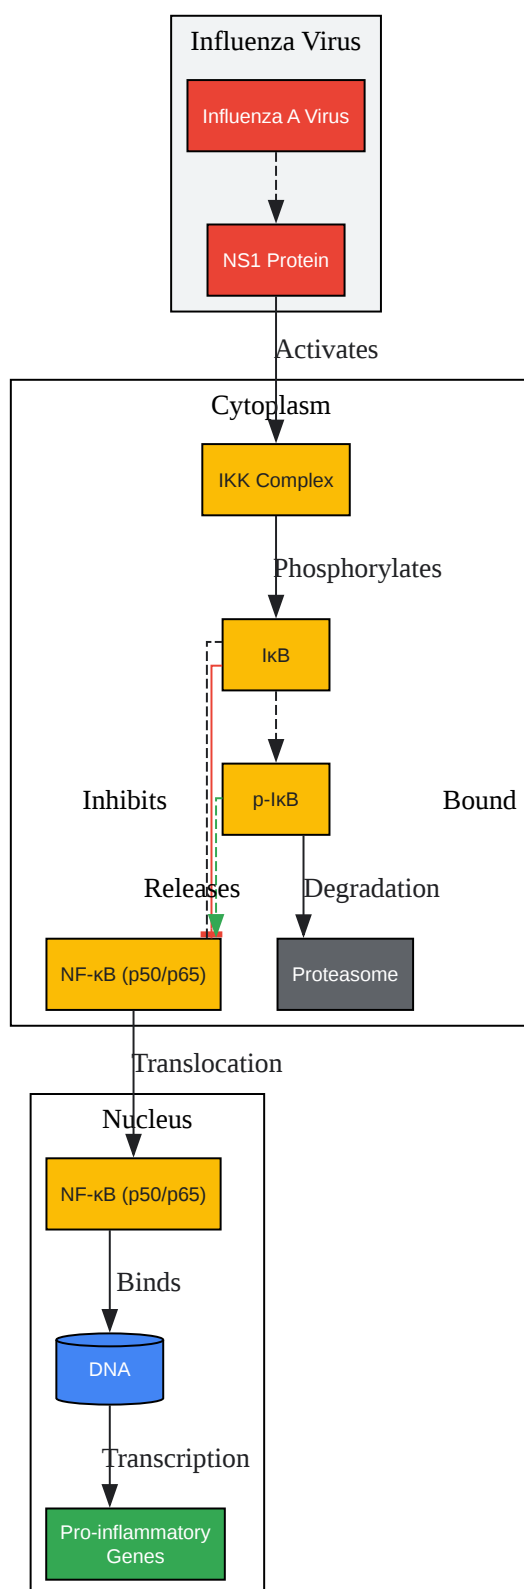 Influenza Virus
Influenza A Virus
NS1 Protein
Activates
Cytoplasm
IKK Complex
Phosphorylates
IκB
p-IκB
Inhibits
Bound
Releases
Degradation
NF-κB (p50/p65)
Proteasome
Translocation
Nucleus
NF-κB (p50/p65)
Binds
DNA
Transcription
Pro-inflammatory
Genes